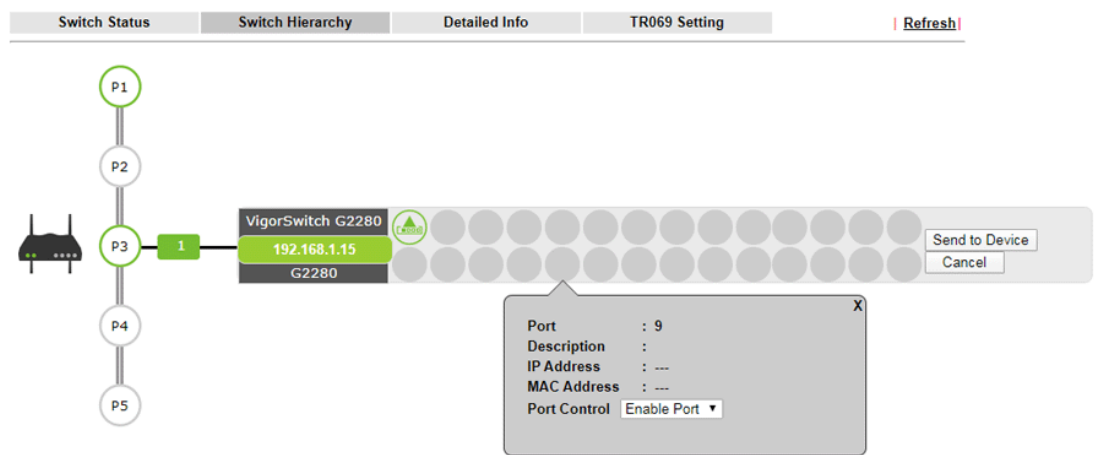 Switch Status Switch Hierarchy Detailed Info TR069 Setting | Refresh |
P1
P2
VigorSwitch G2280
P3 1 192.168.1.15
G2280
Send to Device
Cancel
X
Port : 9
Description :
IP Address : ---
MAC Address : ---
Port Control Enable Port ▼
P4
P5